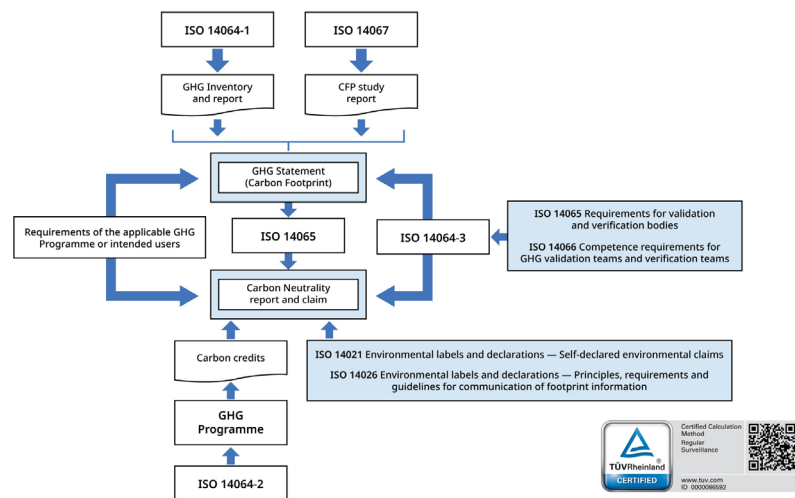 ISO 14064-1
ISO 14067
GHG Inventory
and report
CFP study
report
GHG Statement
(Carbon Footprint)
Requirements of the applicable GHG
Programme or intended users
ISO 14065
ISO 14064-3
ISO 14065 Requirements for validation
and verification bodies
ISO 14066 Competence requirements for
GHG validation teams and verification teams
Carbon Neutrality
report and claim
Carbon credits
ISO 14021 Environmental labels and declarations — Self-declared environmental claims
ISO 14026 Environmental labels and declarations — Principles, requirements and
guidelines for communication of footprint information
GHG
Programme
ISO 14064-2
TÜVRheinland®
CERTIFIED
Certified Calculation
Method
Regular
Surveillance
www.tuv.com
ID 0000086592